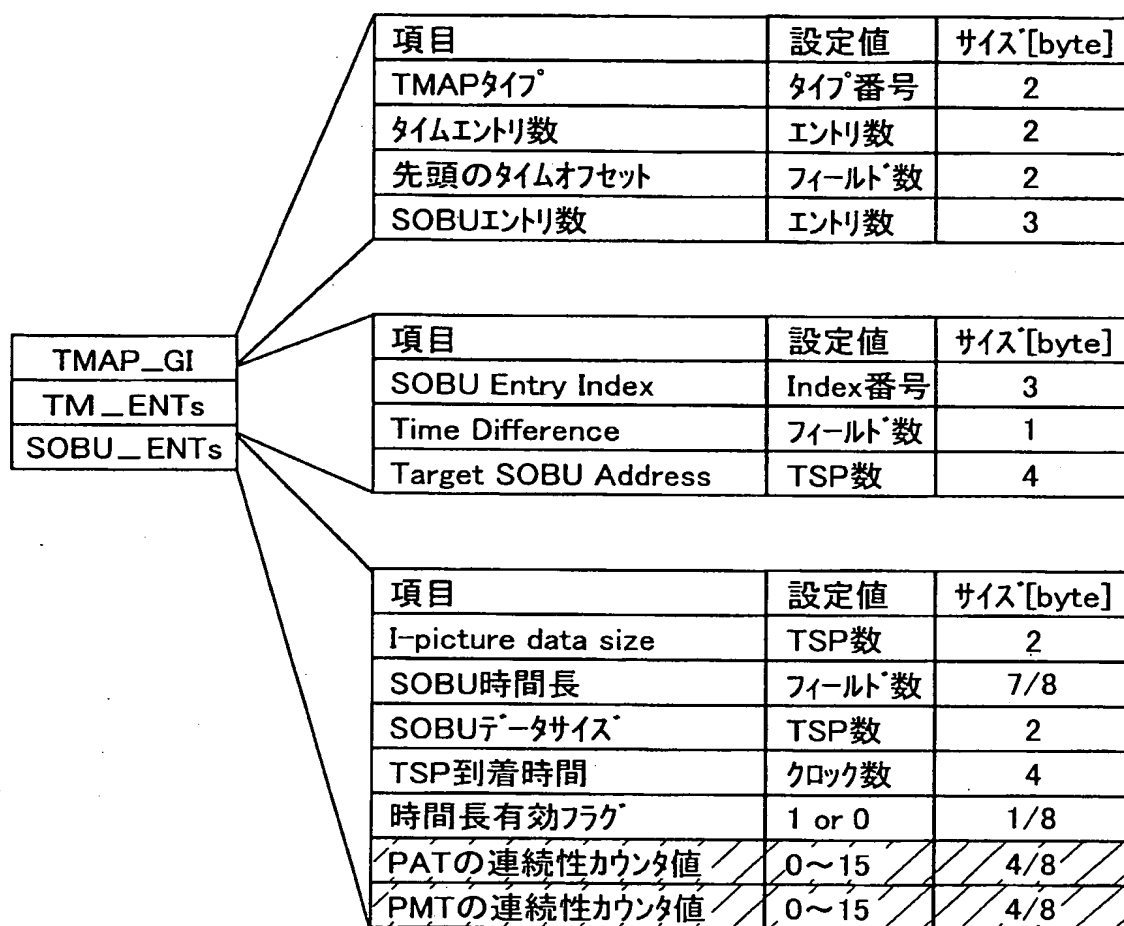 項目 設定値 サイズ[byte]
TMAPタイプ タイプ番号 2
タイムエントリ数 エントリ数 2
先頭のタイムオフセット フィールド数 2
SOBUエントリ数 エントリ数 3
TMAP_GI
TM_ENTs
SOBU_ENTs
項目 設定値 サイズ[byte]
SOBU Entry Index Index番号 3
Time Difference フィールド数 1
Target SOBU Address TSP数 4
項目 設定値 サイズ[byte]
I-picture data size TSP数 2
SOBU時間長 フィールド数 7/8
SOBUデータサイズ TSP数 2
TSP到着時間 クロック数 4
時間長有効フラグ 1 or 0 1/8
PATの連続性カウンタ値 0～15 4/8
PMTの連続性カウンタ値 0～15 4/8